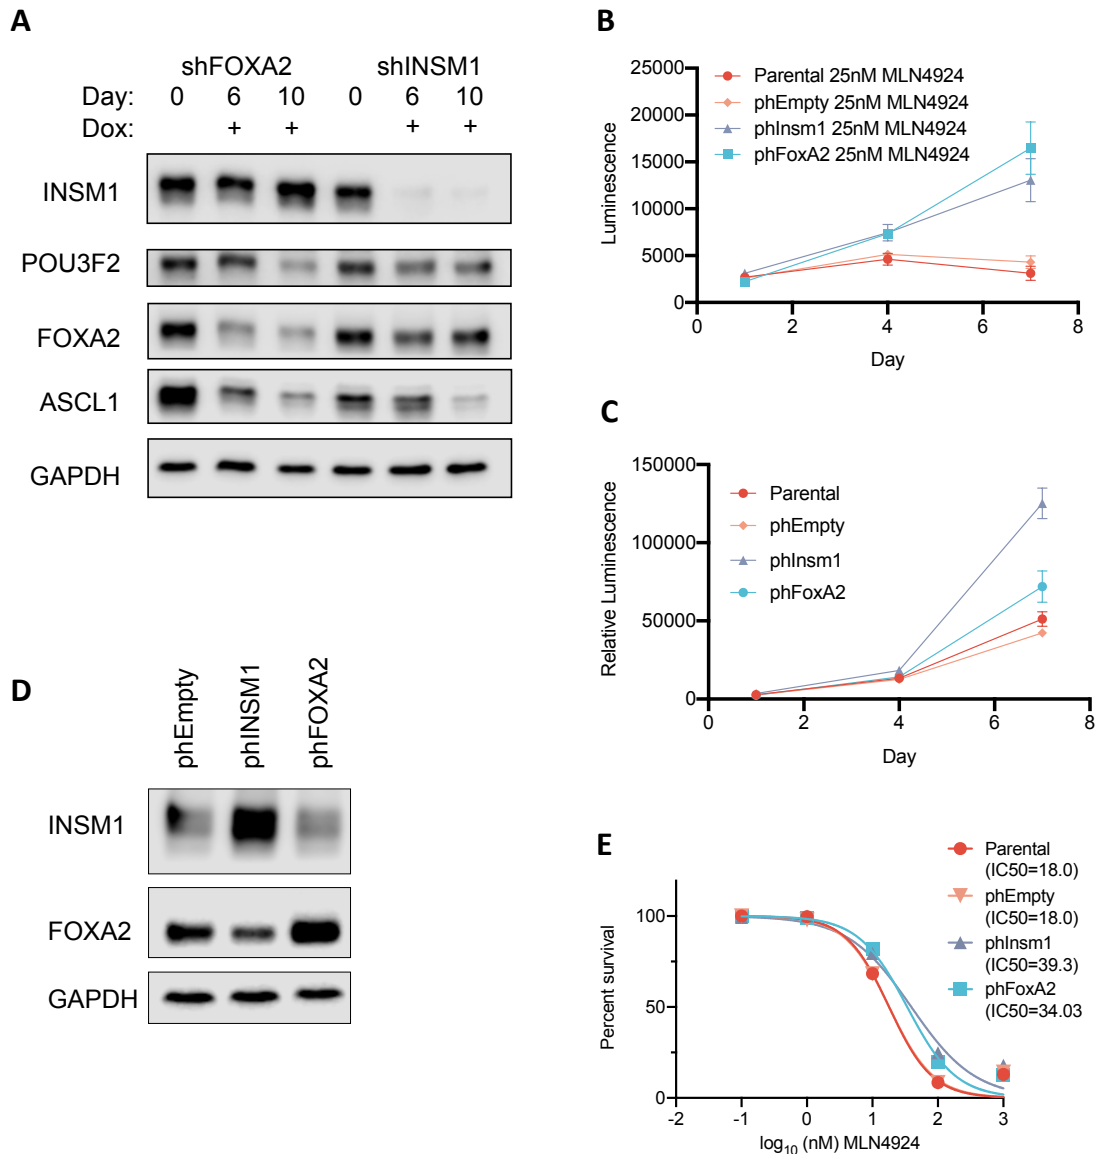 A
shFOXA2 shINSM1
Day: 0 6 10 0 6 10
Dox: + + + +
INSM1
POU3F2
FOXA2
ASCL1
GAPDH
B
25000
20000
15000
10000
5000
0
Luminescence
Parental 25nM MLN4924
phEmpty 25nM MLN4924
phInsm1 25nM MLN4924
phFoxA2 25nM MLN4924
0 2 4 6 8
Day
C
150000
100000
50000
0
Relative Luminescence
Parental
phEmpty
phInsm1
phFoxA2
0 2 4 6 8
Day
D
phEmpty
phINSM1
phFOXA2
INSM1
FOXA2
GAPDH
E
Parental
(IC50=18.0)
phEmpty
(IC50=18.0)
phInsm1
(IC50=39.3)
phFoxA2
(IC50=34.03
100
50
0
Percent survival
-2 -1 0 1 2 3
log10 (nM) MLN4924